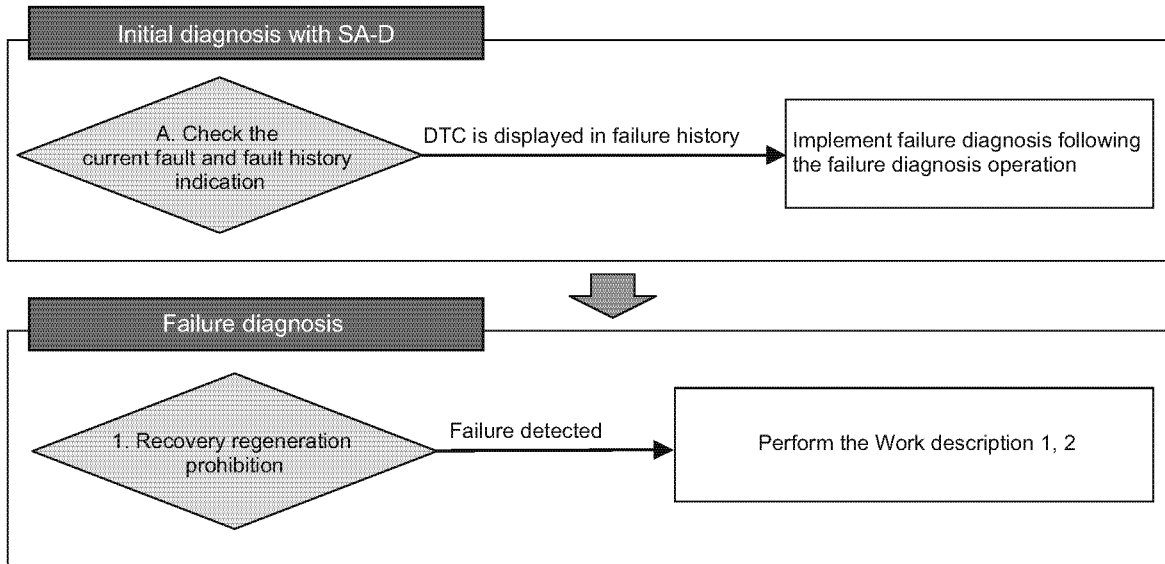 Initial diagnosis with SA-D
A. Check the
current fault and fault history
indication
DTC is displayed in failure history
Implement failure diagnosis following
the failure diagnosis operation
Failure diagnosis
1. Recovery regeneration
prohibition
Failure detected
Perform the Work description 1, 2